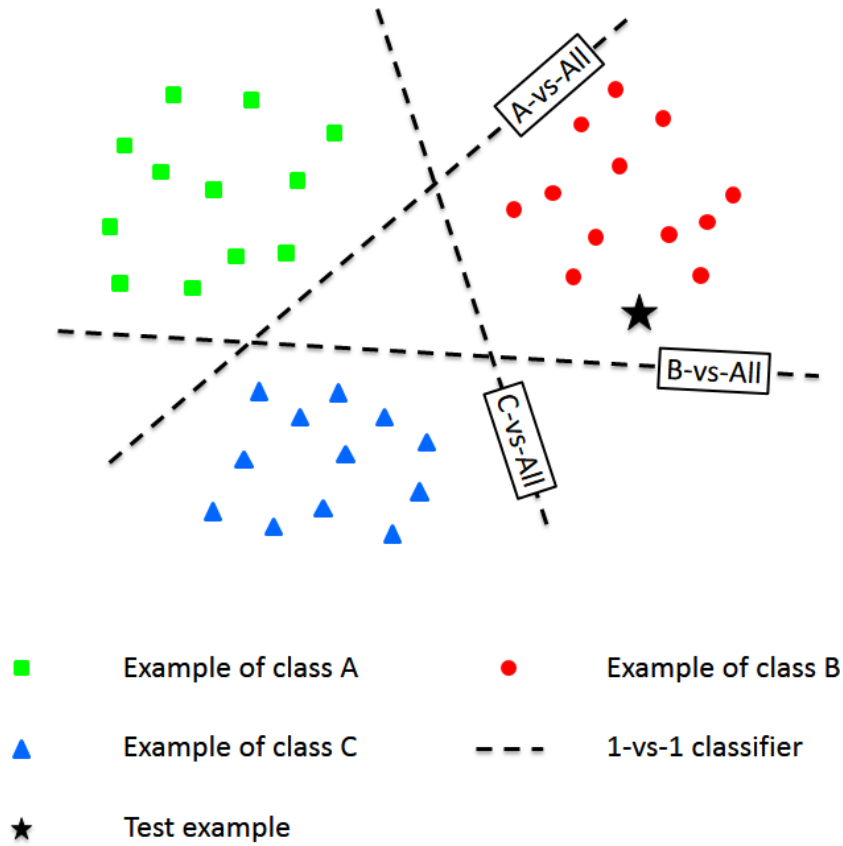 A-vs-All
B-vs-All
C-vs-All
Example of class A
Example of class B
Example of class C
1-vs-1 classifier
Test example